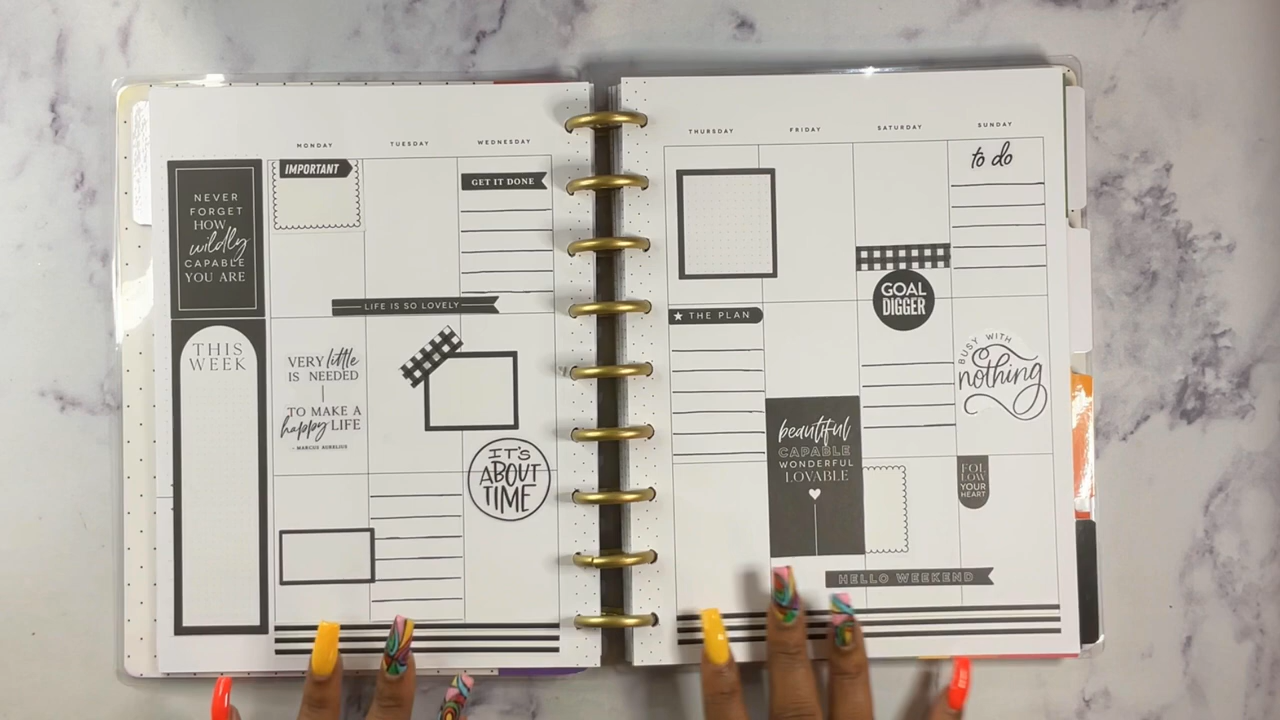 MONDAY
TUESDAY
WEDNESDAY
NEVER
FORGET
HOW
wildly
CAPABLE
YOU ARE
IMPORTANT
GET IT DONE
LIFE IS SO LOVELY
THIS
WEEK
VERY little
IS NEEDED
TO MAKE A
happy LIFE
- MARCUS AURELIUS
IT'S
ABOUT
TIME
THURSDAY
FRIDAY
SATURDAY
SUNDAY
to do
GOAL
DIGGER
THE PLAN
BUSY WITH
nothing
beautiful
CAPABLE
WONDERFUL
LOVABLE
FOL
LOW
YOUR
HEART
HELLO WEEKEND